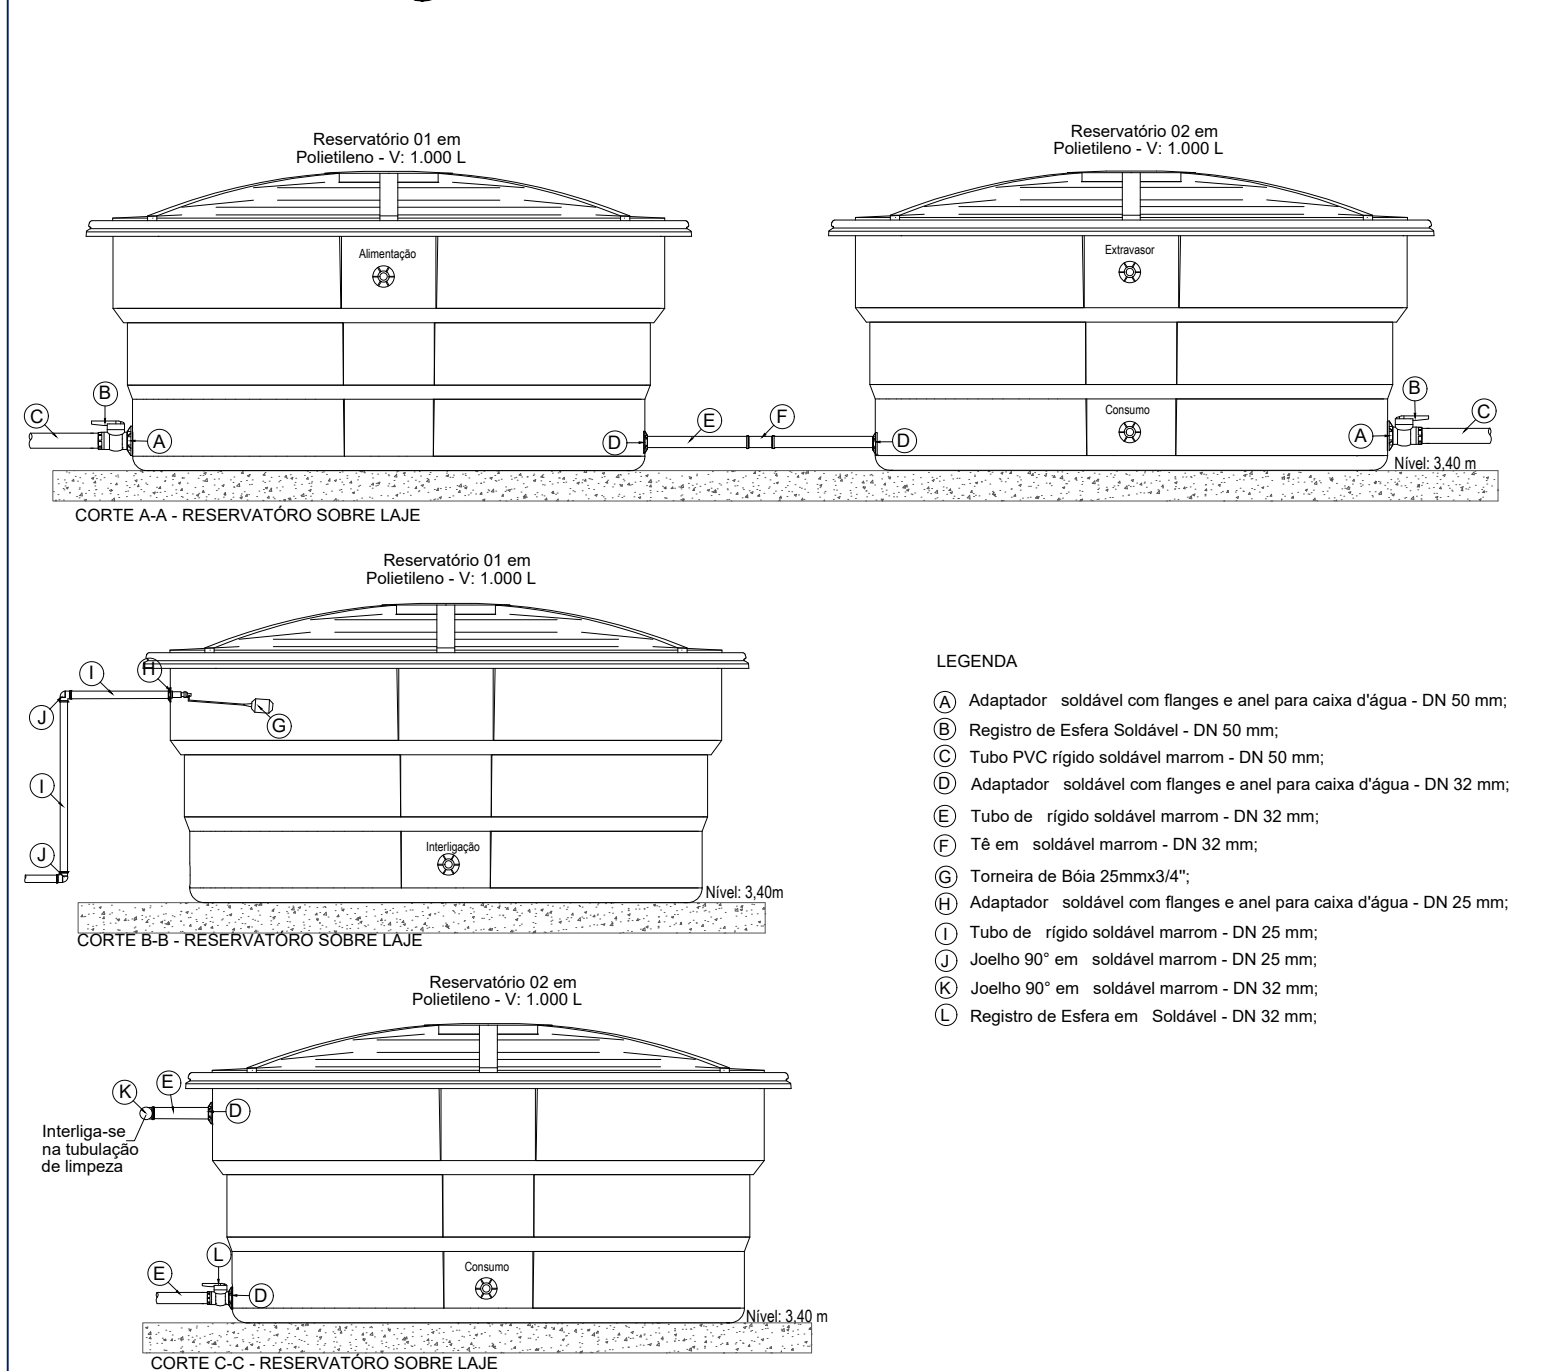 Reservatório 01 em
Polietileno - V: 1.000 L
Reservatório 02 em
Polietileno - V: 1.000 L
Alimentação
Extravasor
B
C
A
D
E
F
D
Consumo
A
B
C
Nível: 3,40 m
CORTE A-A - RESERVATÓRO SOBRE LAJE
Reservatório 01 em
Polietileno - V: 1.000 L
I
H
J
G
I
J
Interligação
Nível: 3,40m
CORTE B-B - RESERVATÓRO SOBRE LAJE
LEGENDA
A Adaptador soldável com flanges e anel para caixa d'água - DN 50 mm;
B Registro de Esfera Soldável - DN 50 mm;
C Tubo PVC rígido soldável marrom - DN 50 mm;
D Adaptador soldável com flanges e anel para caixa d'água - DN 32 mm;
E Tubo de rígido soldável marrom - DN 32 mm;
F Tê em soldável marrom - DN 32 mm;
G Torneira de Bóia 25mmx3/4";
H Adaptador soldável com flanges e anel para caixa d'água - DN 25 mm;
I Tubo de rígido soldável marrom - DN 25 mm;
J Joelho 90° em soldável marrom - DN 25 mm;
K Joelho 90° em soldável marrom - DN 32 mm;
L Registro de Esfera em Soldável - DN 32 mm;
Reservatório 02 em
Polietileno - V: 1.000 L
K
E
D
Interliga-se
na tubulação
de limpeza
L
E
D
Consumo
Nível: 3,40 m
CORTE C-C - RESERVATÓRO SOBRE LAJE